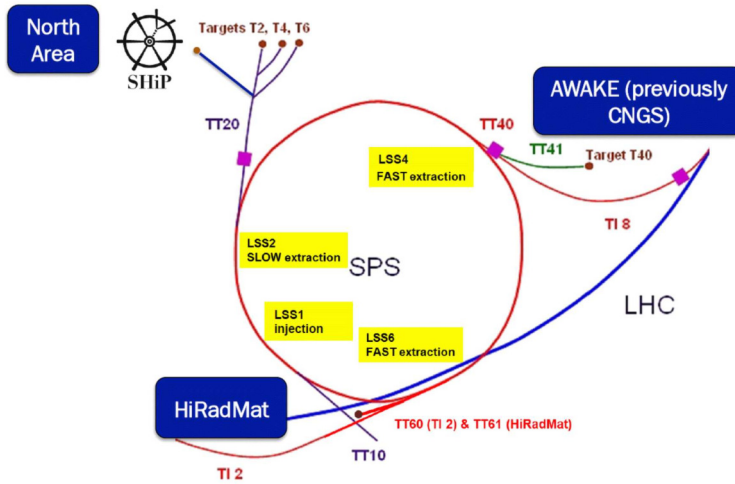 North
Area
SHiP
Targets T2, T4, T6
AWAKE (previously
CNGS)
TT20
TT40
TT41
Target T40
LSS4
FAST extraction
TI 8
LSS2
SLOW extraction
SPS
LHC
LSS1
injection
LSS6
FAST extraction
HiRadMat
TT60 (TI 2) & TT61 (HiRadMat)
TT10
TI 2